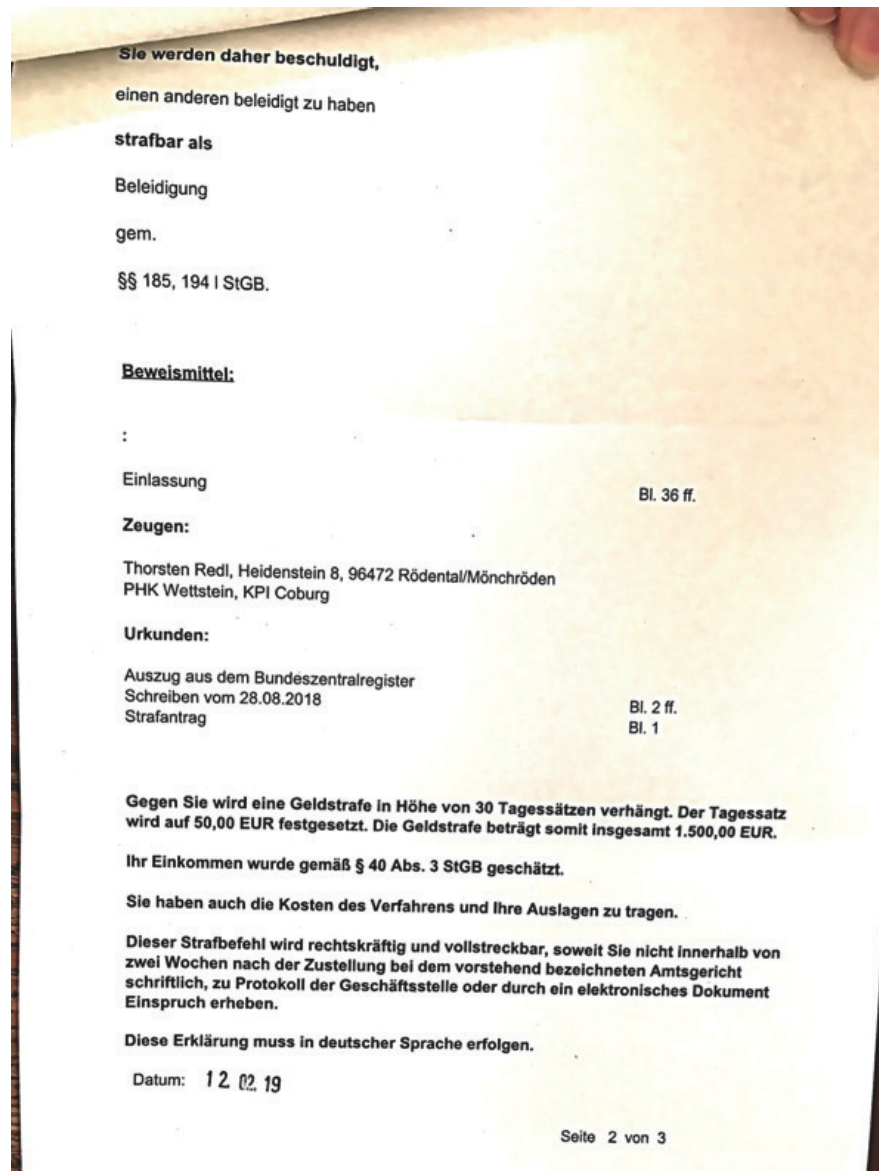 Sie werden daher beschuldigt,
einen anderen beleidigt zu haben
strafbar als
Beleidigung
gem.
§§ 185, 194 I StGB.
Beweismittel:
:
Einlassung Bl. 36 ff.
Zeugen:
Thorsten Redl, Heidenstein 8, 96472 Rödental/Mönchröden
PHK Wettstein, KPI Coburg
Urkunden:
Auszug aus dem Bundeszentralregister
Schreiben vom 28.08.2018 Bl. 2 ff.
Strafantrag Bl. 1
Gegen Sie wird eine Geldstrafe in Höhe von 30 Tagessätzen verhängt. Der Tagessatz
wird auf 50,00 EUR festgesetzt. Die Geldstrafe beträgt somit insgesamt 1.500,00 EUR.
Ihr Einkommen wurde gemäß § 40 Abs. 3 StGB geschätzt.
Sie haben auch die Kosten des Verfahrens und Ihre Auslagen zu tragen.
Dieser Strafbefehl wird rechtskräftig und vollstreckbar, soweit Sie nicht innerhalb von
zwei Wochen nach der Zustellung bei dem vorstehend bezeichneten Amtsgericht
schriftlich, zu Protokoll der Geschäftsstelle oder durch ein elektronisches Dokument
Einspruch erheben.
Diese Erklärung muss in deutscher Sprache erfolgen.
Datum: 12. 02. 19
Seite 2 von 3